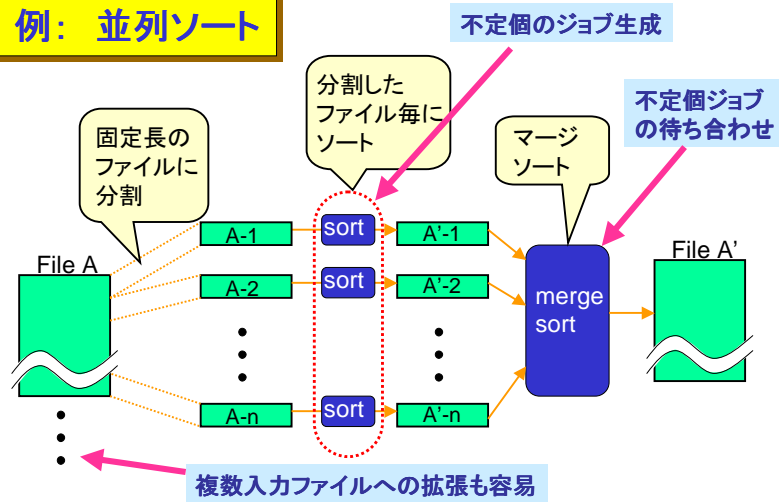 例： 並列ソート
不定個のジョブ生成
分割した
ファイル毎に
ソート
不定個ジョブ
の待ち合わせ
固定長の
ファイルに
分割
マージ
ソート
File A
A-1
sort
A’-1
A-2
sort
A’-2
merge
sort
File A’
A-n
sort
A’-n
複数入力ファイルへの拡張も容易